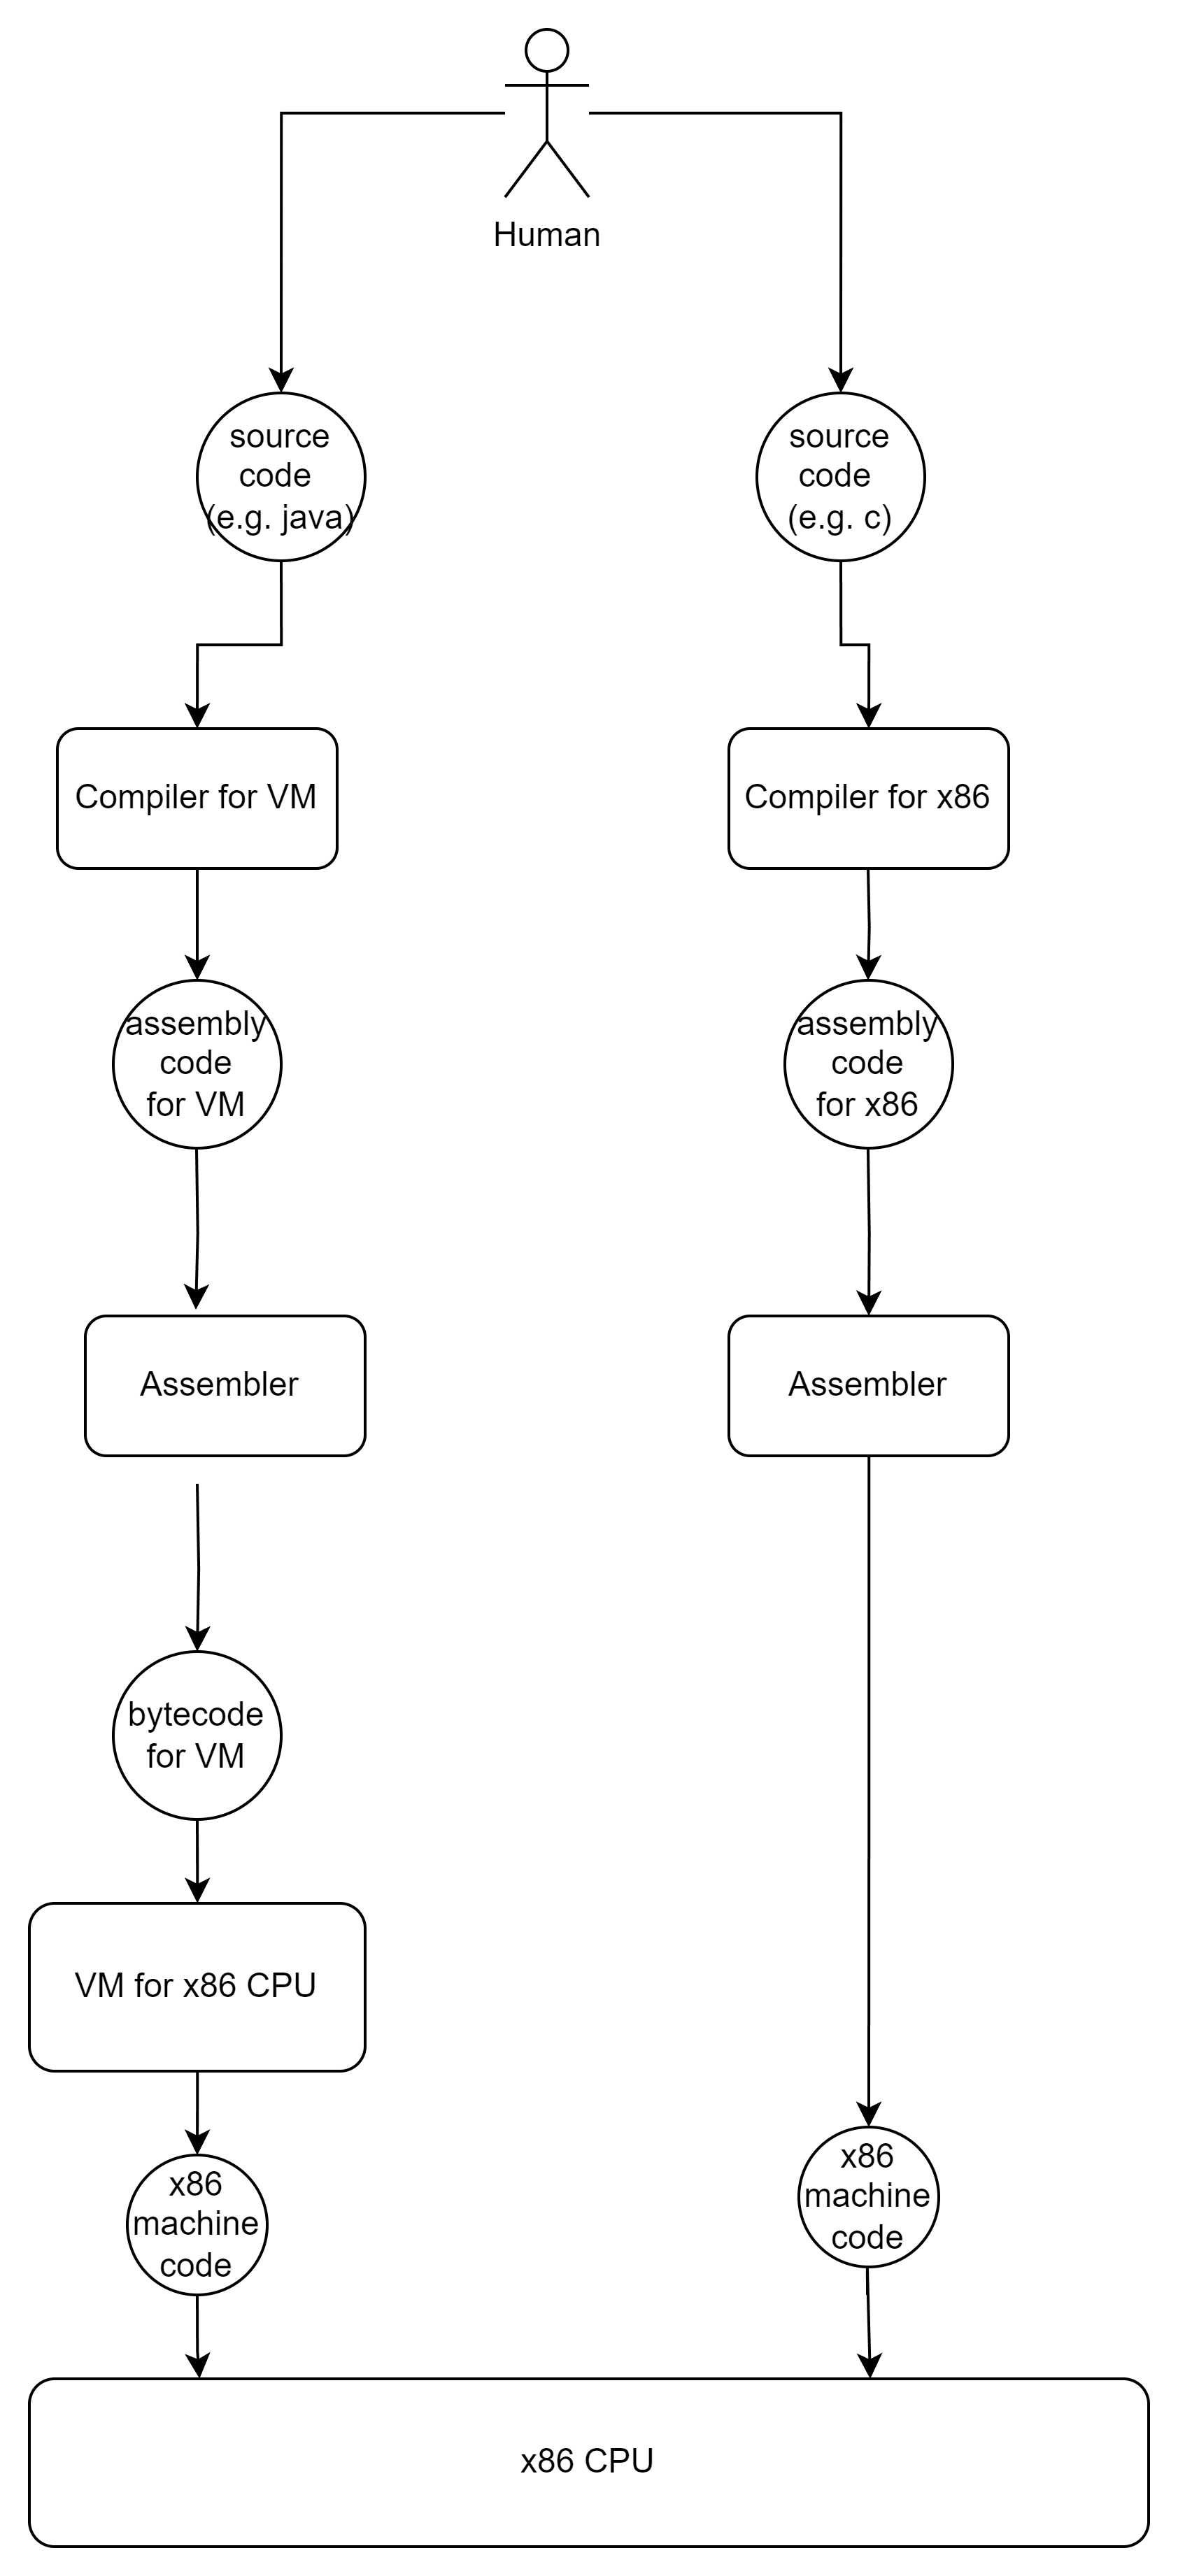 Human
source
code
(e.g. java)
source
code
(e.g. c)
Compiler for VM
Compiler for x86
assembly
code
for VM
assembly
code
for x86
Assembler
Assembler
bytecode
for VM
VM for x86 CPU
x86
machine
code
x86
machine
code
x86 CPU